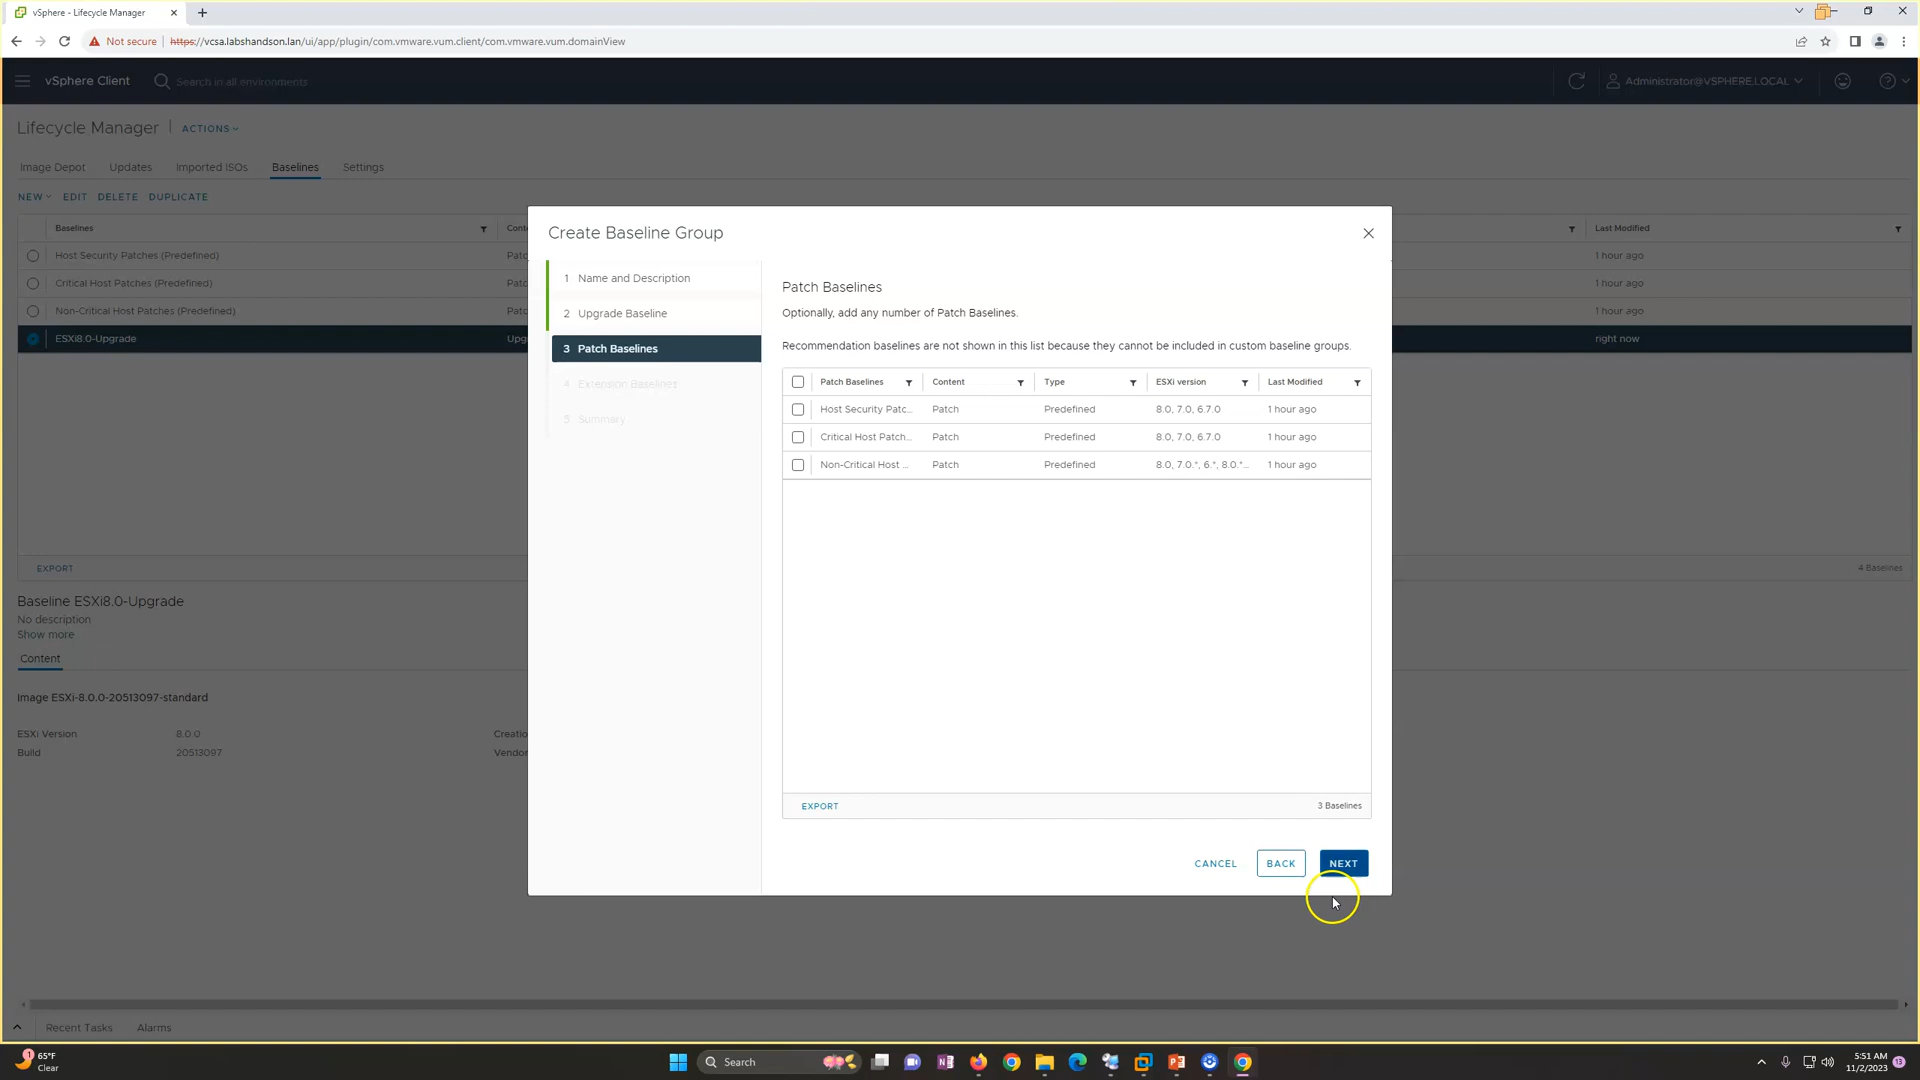 vSphere - Lifecycle Manager
Not secure
https://vcsa.labshandson.lan/ui/app/plugin/com.vmware.vum.client/com.vmware.vum.domainView
vSphere Client
Search in all environments
Administrator@VSPHERE.LOCAL
Lifecycle Manager
ACTIONS
Image Depot
Updates
Imported ISOs
Baselines
Settings
NEW
EDIT
DELETE
DUPLICATE
Baselines
Last Modified
Host Security Patches (Predefined)
1 hour ago
Critical Host Patches (Predefined)
1 hour ago
Non-Critical Host Patches (Predefined)
1 hour ago
ESXi8.0-Upgrade
right now
EXPORT
4 Baselines
Baseline ESXi8.0-Upgrade
No description
Show more
Content
Image ESXi-8.0.0-20513097-standard
ESXi Version 8.0.0
Build 20513097
Create Baseline Group
1 Name and Description
2 Upgrade Baseline
3 Patch Baselines
4 Extension Baselines
5 Summary
Patch Baselines
Optionally, add any number of Patch Baselines.
Recommendation baselines are not shown in this list because they cannot be included in custom baseline groups.
Patch Baselines Content Type ESXi version Last Modified
Host Security Patc... Patch Predefined 8.0, 7.0, 6.7.0 1 hour ago
Critical Host Patch... Patch Predefined 8.0, 7.0, 6.7.0 1 hour ago
Non-Critical Host ... Patch Predefined 8.0, 7.0.*, 6.*, 8.0.*... 1 hour ago
EXPORT
3 Baselines
CANCEL
BACK
NEXT
Recent Tasks
Alarms
1
65°F
Clear
Search
5:51 AM
11/2/2023
13